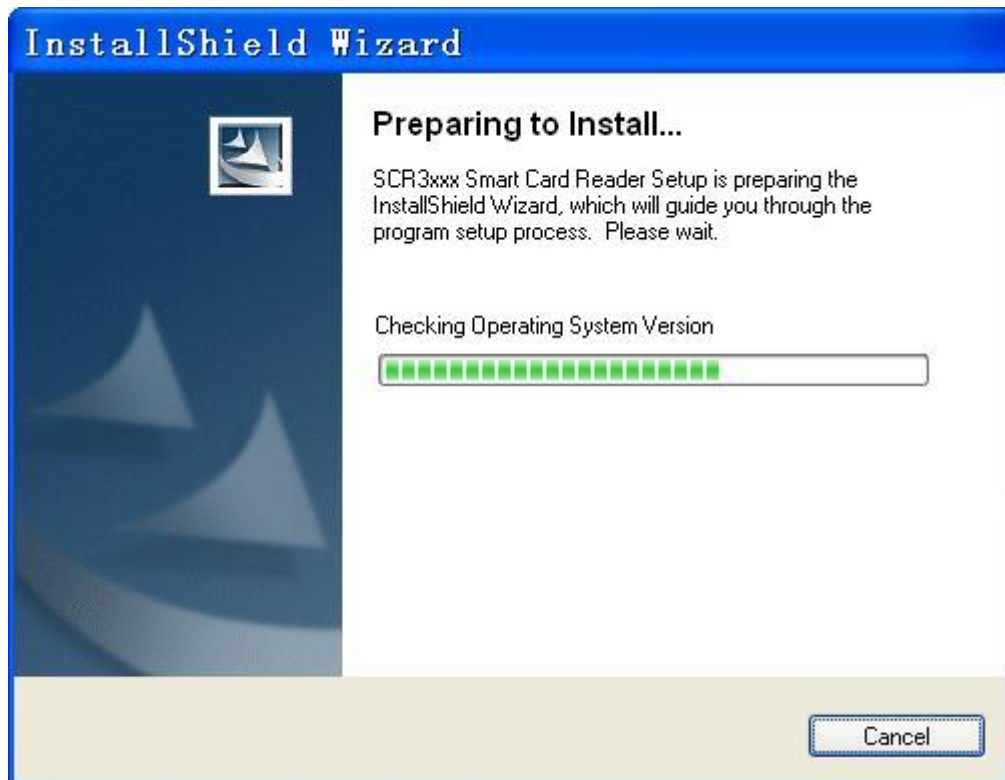 InstallShield Wizard
Preparing to Install...
SCR3xxx Smart Card Reader Setup is preparing the
InstallShield Wizard, which will guide you through the
program setup process.  Please wait.
Checking Operating System Version
Cancel